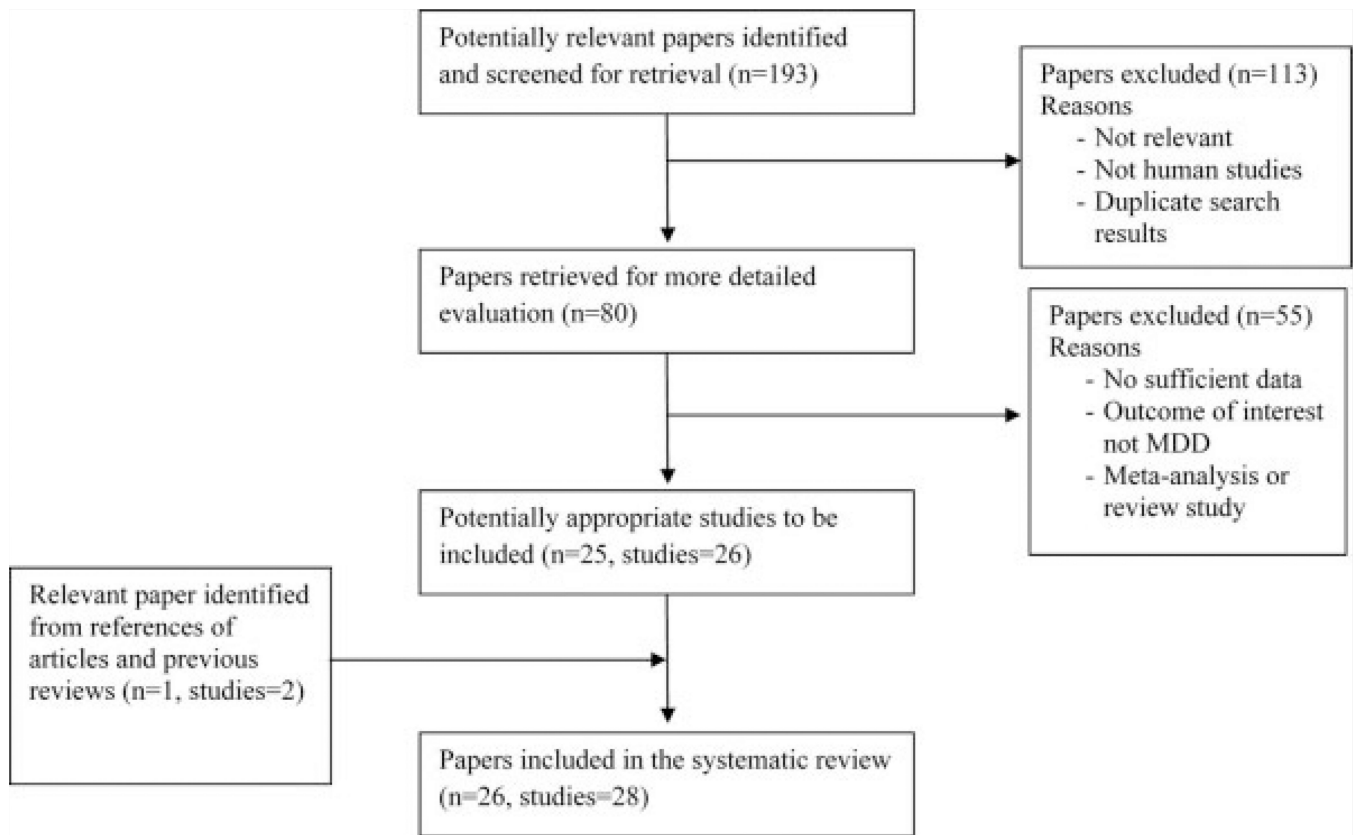 Potentially relevant papers identified
and screened for retrieval (n=193)
Papers excluded (n=113)
Reasons
- Not relevant
- Not human studies
- Duplicate search
results
Papers retrieved for more detailed
evaluation (n=80)
Papers excluded (n=55)
Reasons
- No sufficient data
- Outcome of interest
not MDD
- Meta-analysis or
review study
Potentially appropriate studies to be
included (n=25, studies=26)
Relevant paper identified
from references of
articles and previous
reviews (n=1, studies=2)
Papers included in the systematic review
(n=26, studies=28)